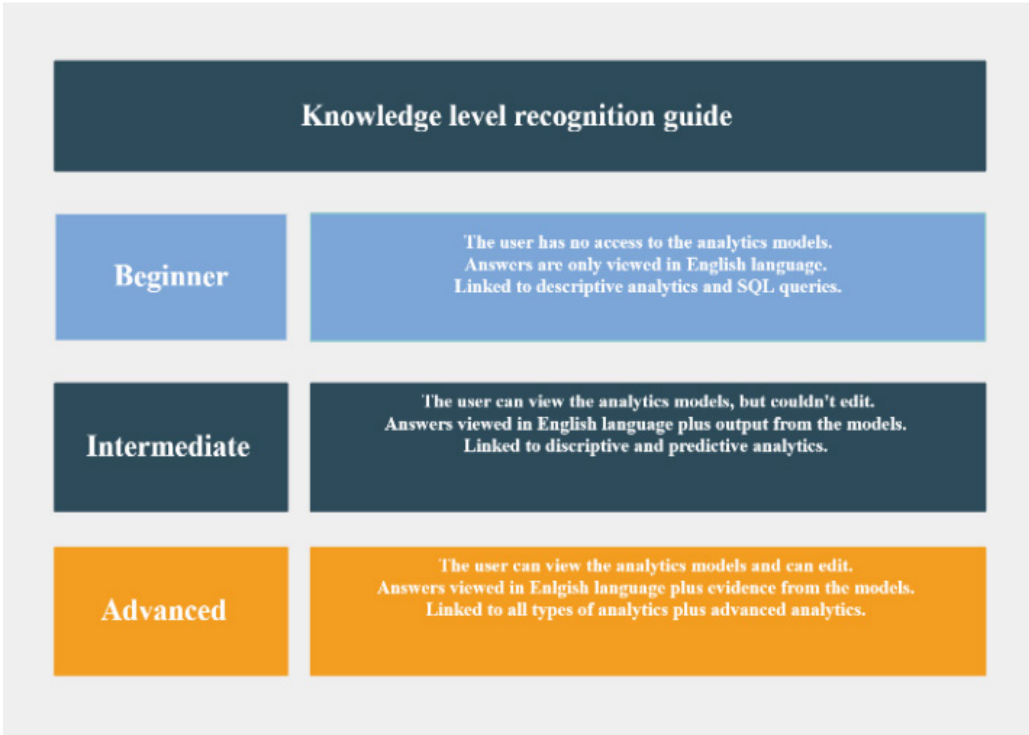 Knowledge level recognition guide
Beginner
The user has no access to the analytics models.
Answers are only viewed in English language.
Linked to descriptive analytics and SQL queries.
Intermediate
The user can view the analytics models, but couldn't edit.
Answers viewed in English language plus output from the models.
Linked to discriptive and predictive analytics.
Advanced
The user can view the analytics models and can edit.
Answers viewed in Enlgish language plus evidence from the models.
Linked to all types of analytics plus advanced analytics.